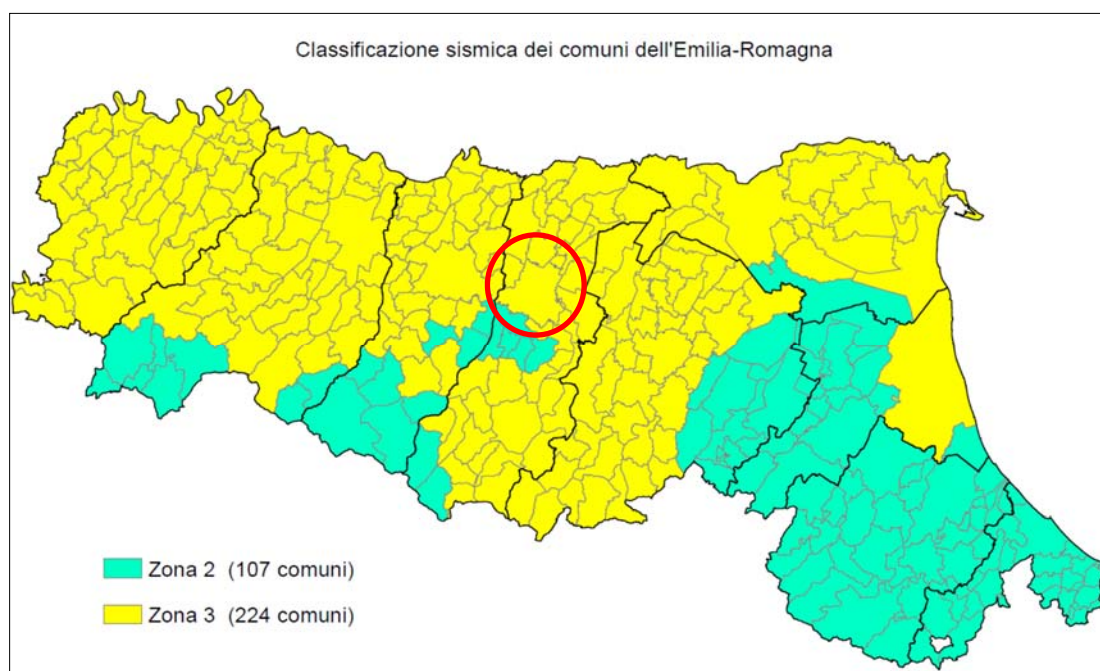 Classificazione sismica dei comuni dell'Emilia-Romagna
Zona 2 (107 comuni)
Zona 3 (224 comuni)